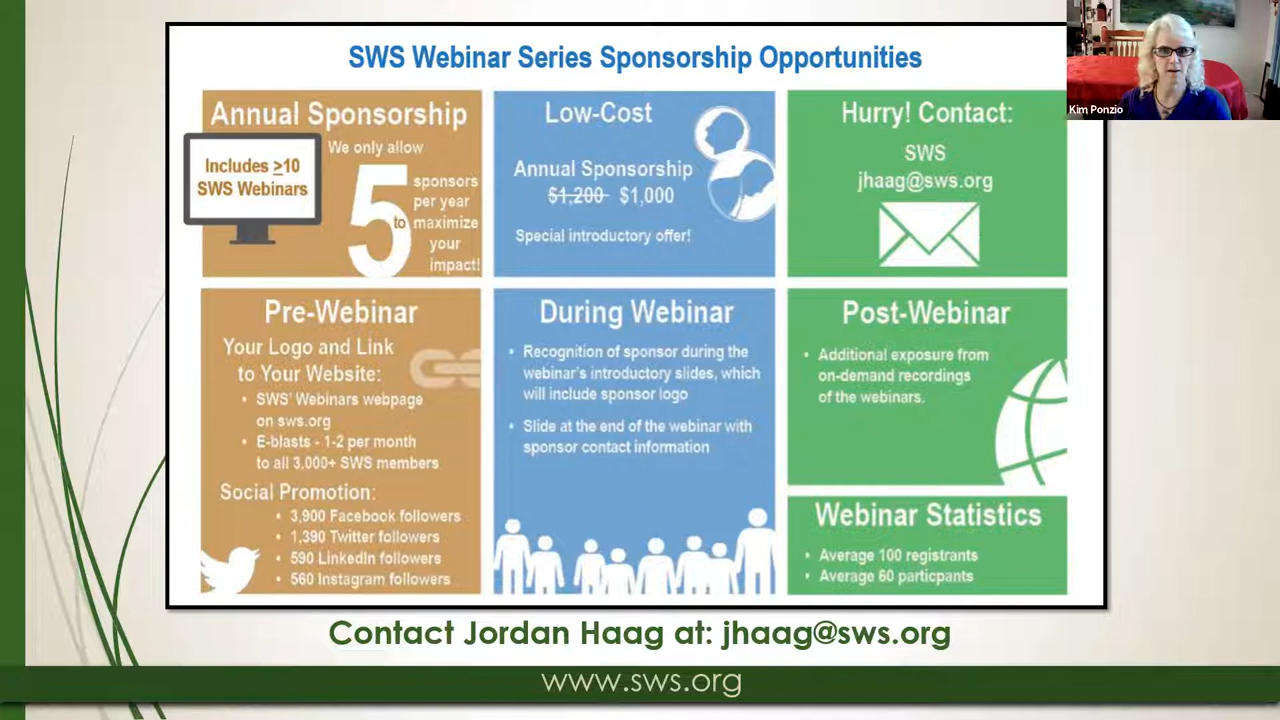 SWS Webinar Series Sponsorship Opportunities
Kim Ponzio
Annual Sponsorship
Includes ≥10
SWS Webinars
We only allow
5
sponsors
per year
to maximize
your
impact!
Low-Cost
Annual Sponsorship
$1,200 $1,000
Special introductory offer!
Hurry! Contact:
SWS
jhaag@sws.org
Pre-Webinar
Your Logo and Link
to Your Website:
• SWS' Webinars webpage
on sws.org
• E-blasts - 1-2 per month
to all 3,000+ SWS members
Social Promotion:
• 3,900 Facebook followers
• 1,390 Twitter followers
• 590 LinkedIn followers
• 560 Instagram followers
During Webinar
• Recognition of sponsor during the
webinar's introductory slides, which
will include sponsor logo
• Slide at the end of the webinar with
sponsor contact information
Post-Webinar
• Additional exposure from
on-demand recordings
of the webinars.
Webinar Statistics
• Average 100 registrants
• Average 60 particpants
Contact Jordan Haag at: jhaag@sws.org
www.sws.org